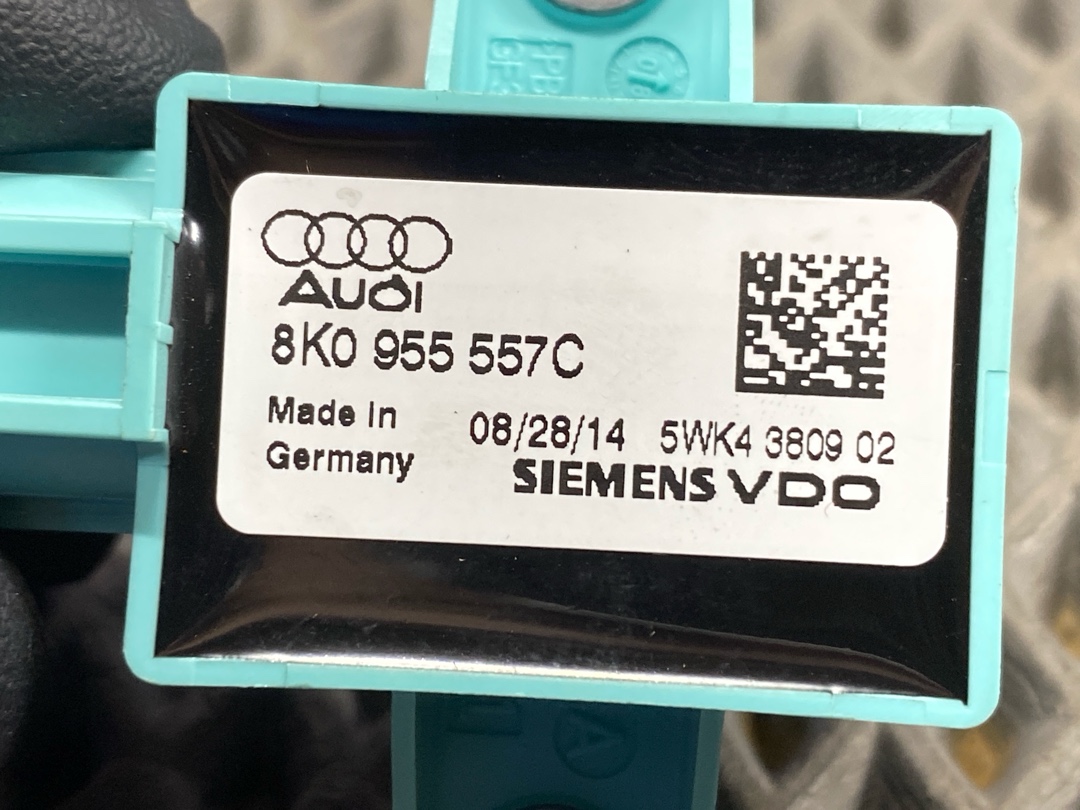 AUDI
8K0 955 557C
Made in
Germany
08/28/14 5WK4 3809 02
SIEMENS VDO